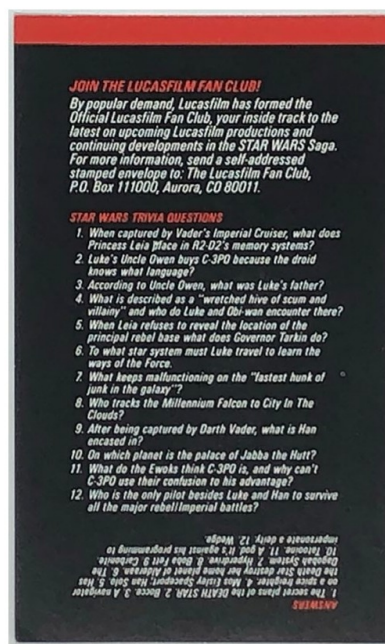 JOIN THE LUCASFILM FAN CLUB!
By popular demand, Lucasfilm has formed the
Official Lucasfilm Fan Club, your inside track to the
latest on upcoming Lucasfilm productions and
continuing developments in the STAR WARS Saga.
For more information, send a self-addressed
stamped envelope to: The Lucasfilm Fan Club,
P.O. Box 111000, Aurora, CO 80011.
STAR WARS TRIVIA QUESTIONS
1. When captured by Vader's Imperial Cruiser, what does
Princess Leia place in R2-D2's memory systems?
2. Luke's Uncle Owen buys C-3PO because the droid
knows what language?
3. According to Uncle Owen, what was Luke's father?
4. What is described as a "wretched hive of scum and
villainy" and who do Luke and Obi-wan encounter there?
5. When Leia refuses to reveal the location of the
principal rebel base what does Governor Tarkin do?
6. To what star system must Luke travel to learn the
ways of the Force.
7. What keeps malfunctioning on the "fastest hunk of
junk in the galaxy"?
8. Who tracks the Millennium Falcon to City In The
Clouds?
9. After being captured by Darth Vader, what is Han
encased in?
10. On which planet is the palace of Jabba the Hutt?
11. What do the Ewoks think C-3PO is, and why can't
C-3PO use their confusion to his advantage?
12. Who is the only pilot besides Luke and Han to survive
all the major rebel/Imperial battles?
ANSWERS
1. The secret plans of the DEATH STAR. 2. Bocce. 3. A navigator
on a spice freighter. 4. Mos Eisley Spaceport; Han Solo. 5. Has
the Death Star destroy her home planet of Alderaan. 6. The
Dagobah System. 7. Hyperdrive. 8. Boba Fett 9. Carbonite.
10. Tatooine. 11. A god. It's against his programming to
impersonate a deity. 12. Wedge.